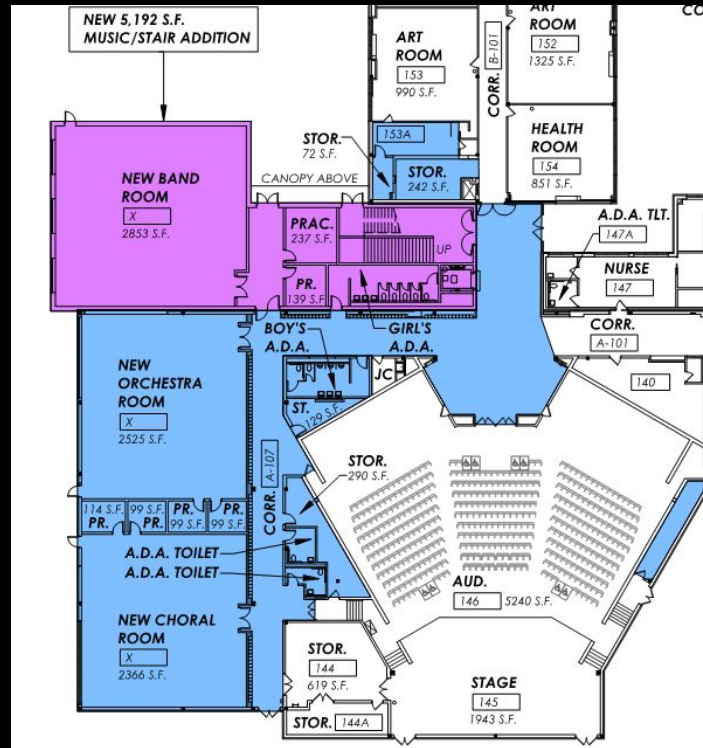 NEW 5,192 S.F.
MUSIC/STAIR ADDITION
ART
ROOM
153
990 S.F.
CORR. B-101
ART
ROOM
152
1325 S.F.
CO
STOR.
72 S.F.
153A
STOR.
242 S.F.
HEALTH
ROOM
154
851 S.F.
CANOPY ABOVE
NEW BAND
ROOM
X
2853 S.F.
PRAC.
237 S.F.
UP
PR.
139 S.F.
A.D.A. TLT.
147A
NURSE
147
BOY'S
A.D.A.
GIRL'S
A.D.A.
CORR.
A-101
140
JC
NEW
ORCHESTRA
ROOM
X
2525 S.F.
ST.
129 S.F.
CORR. A-107
STOR.
290 S.F.
114 S.F.
PR.
99 S.F.
PR.
PR.
99 S.F.
PR.
99 S.F.
A.D.A. TOILET
A.D.A. TOILET
AUD.
146 5240 S.F.
NEW CHORAL
ROOM
X
2366 S.F.
STOR.
144
619 S.F.
STOR. 144A
STAGE
145
1943 S.F.